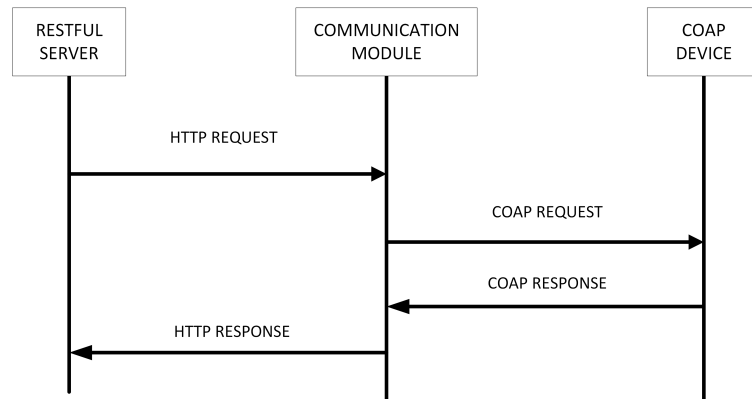 RESTFUL
SERVER
COMMUNICATION
MODULE
COAP
DEVICE
HTTP REQUEST
COAP REQUEST
COAP RESPONSE
HTTP RESPONSE